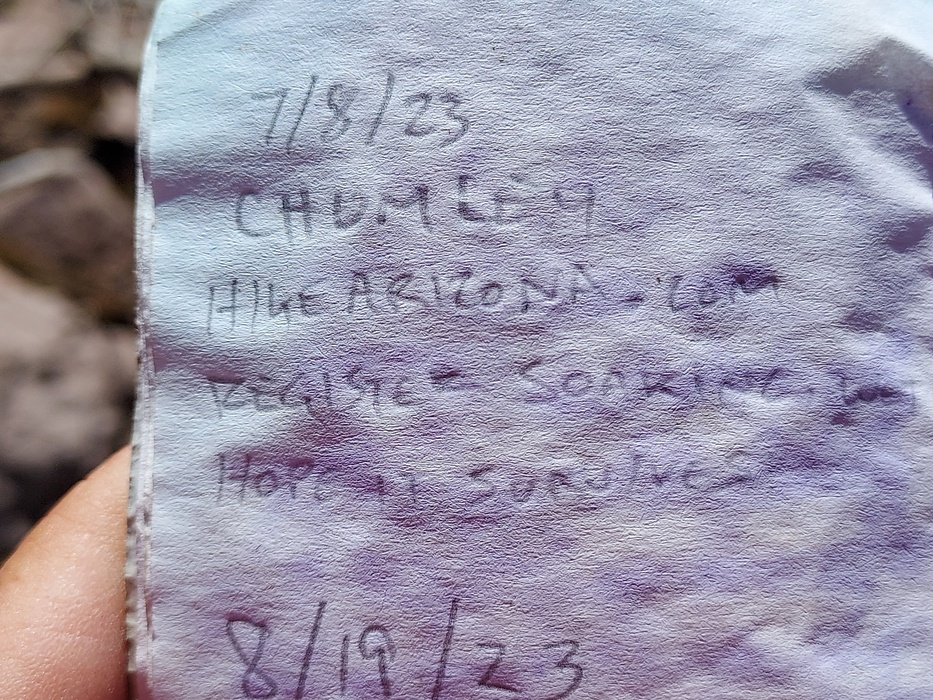 7/8/23
CHUMLEY
HIKEARIZONA.COM
REGISTER SOAKING.
HOPE IT SURVIVES
8/19/23